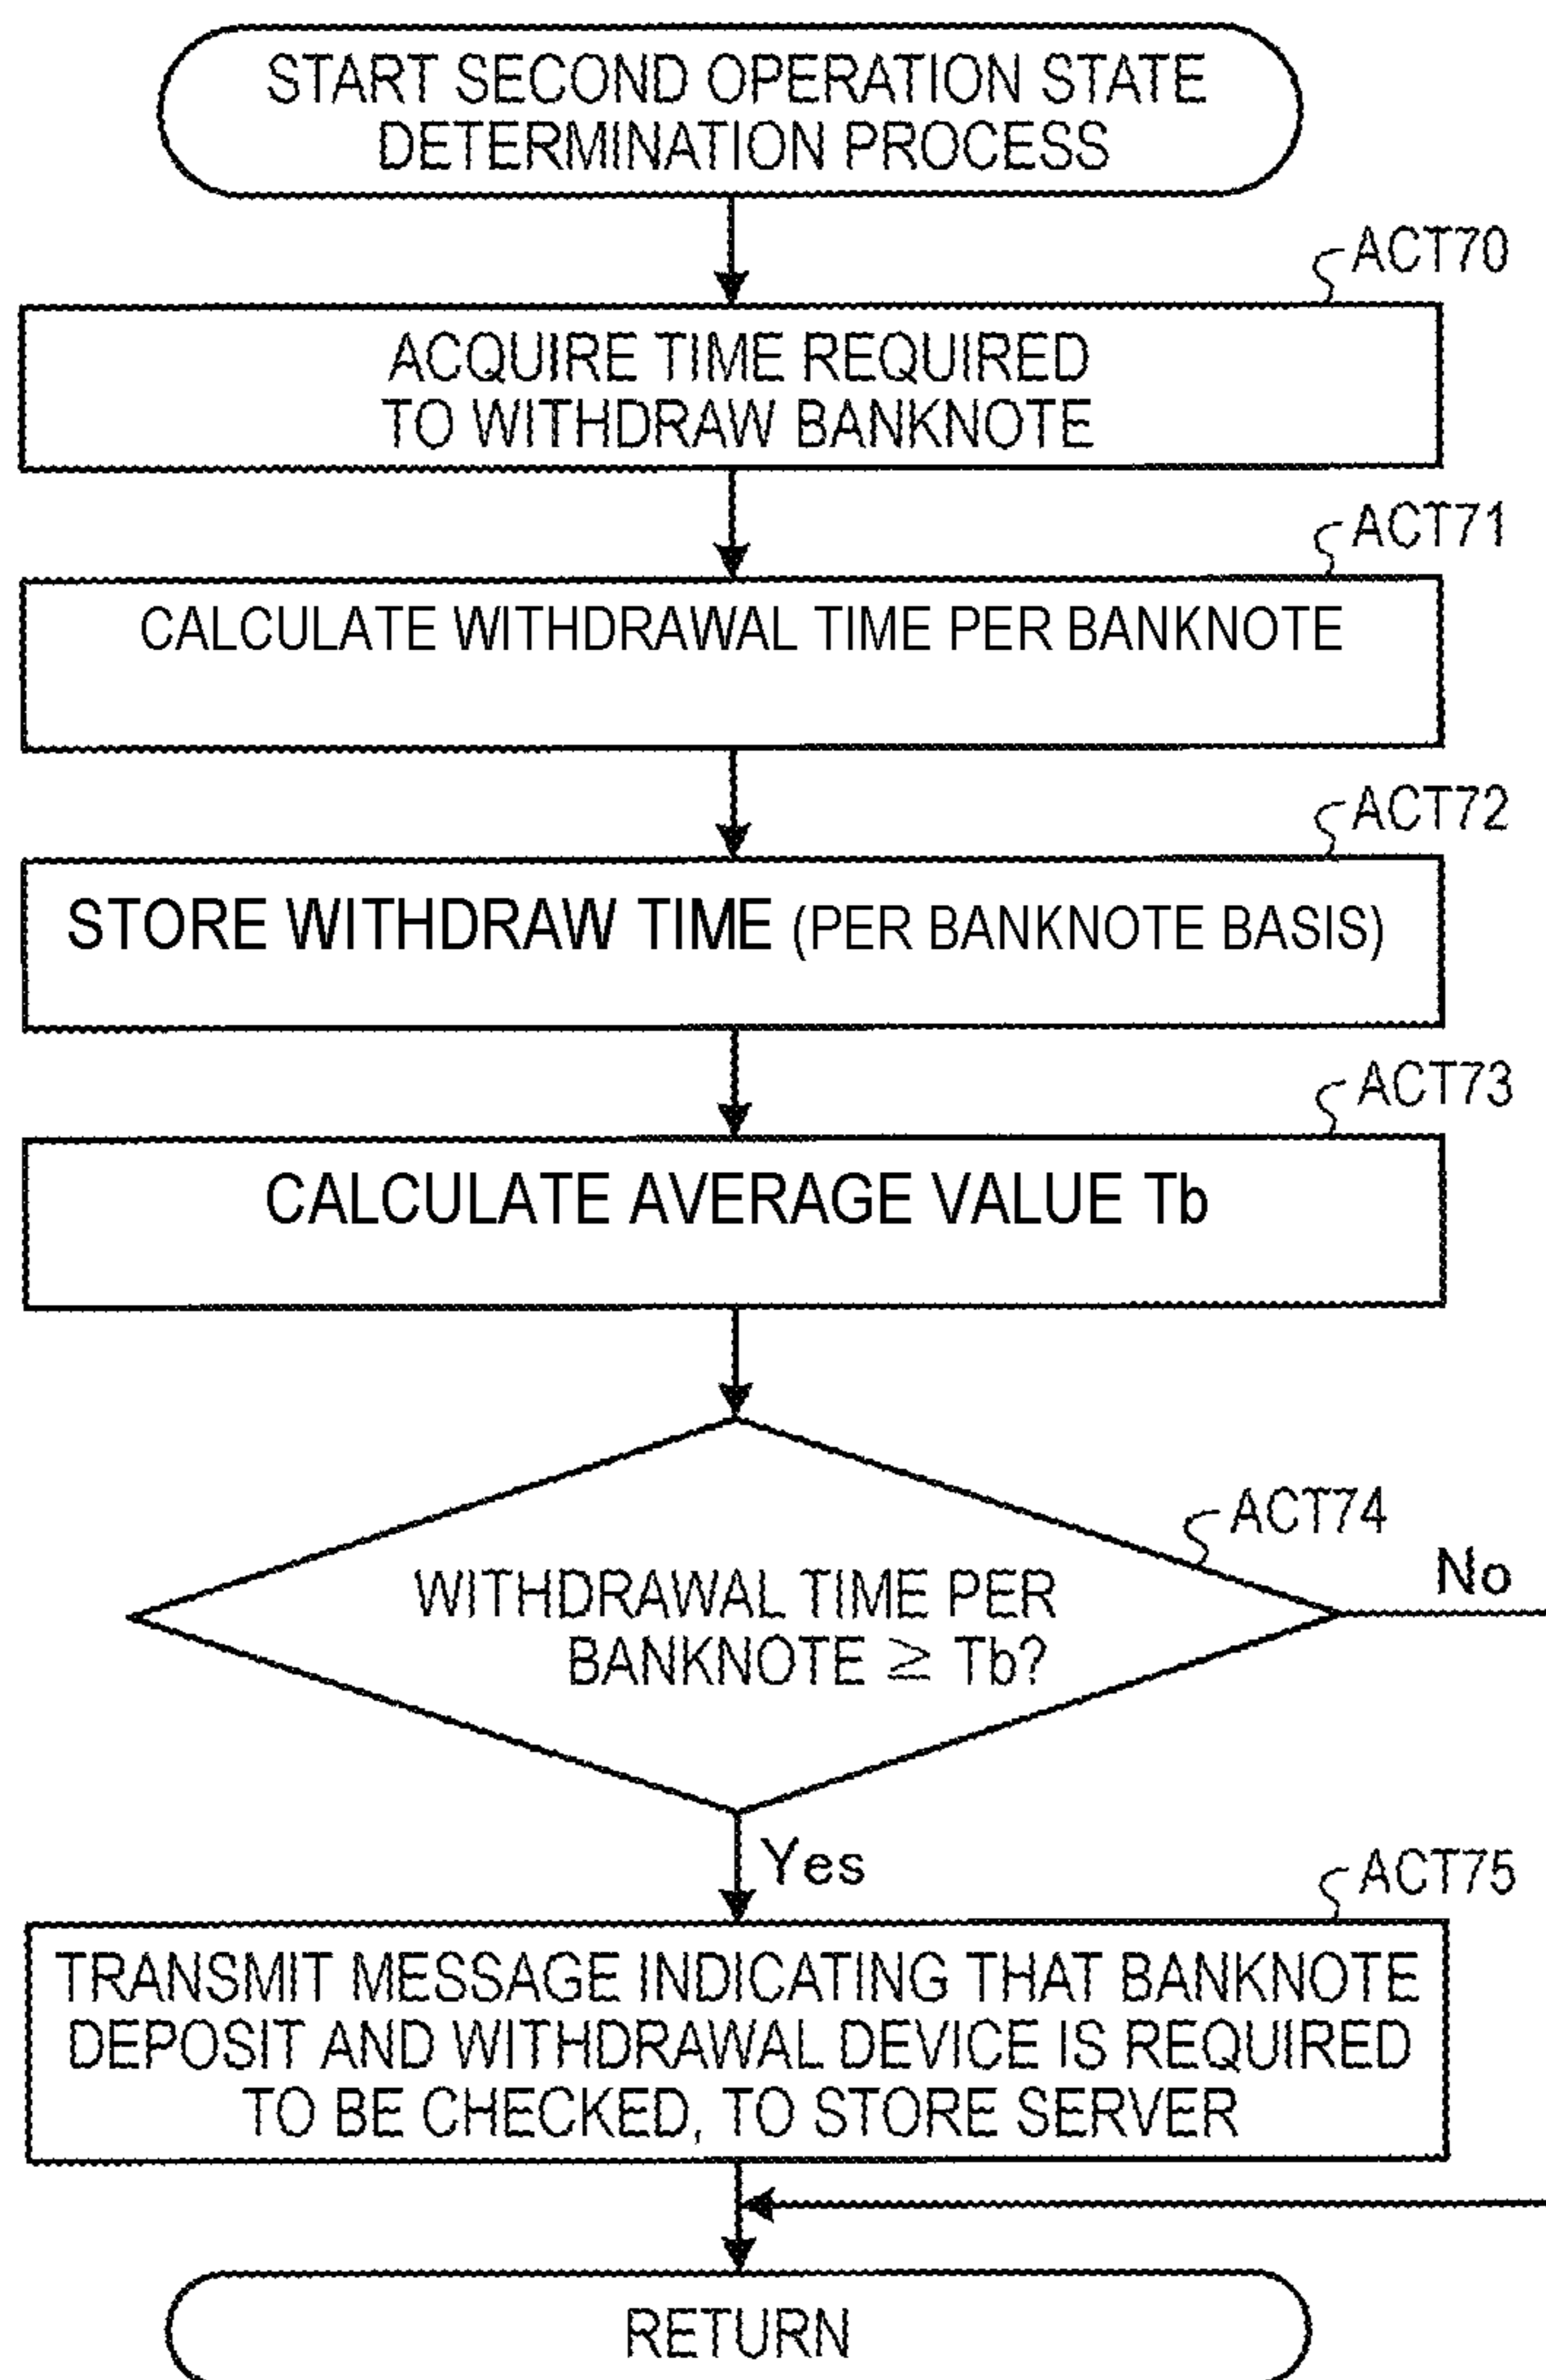 START SECOND OPERATION STATE
DETERMINATION PROCESS
ACT70
ACQUIRE TIME REQUIRED
TO WITHDRAW BANKNOTE
ACT71
CALCULATE WITHDRAWAL TIME PER BANKNOTE
ACT72
STORE WITHDRAW TIME (PER BANKNOTE BASIS)
ACT73
CALCULATE AVERAGE VALUE Tb
ACT74
No
WITHDRAWAL TIME PER
BANKNOTE ≧ Tb?
Yes
ACT75
TRANSMIT MESSAGE INDICATING THAT BANKNOTE
DEPOSIT AND WITHDRAWAL DEVICE IS REQUIRED
TO BE CHECKED, TO STORE SERVER
RETURN